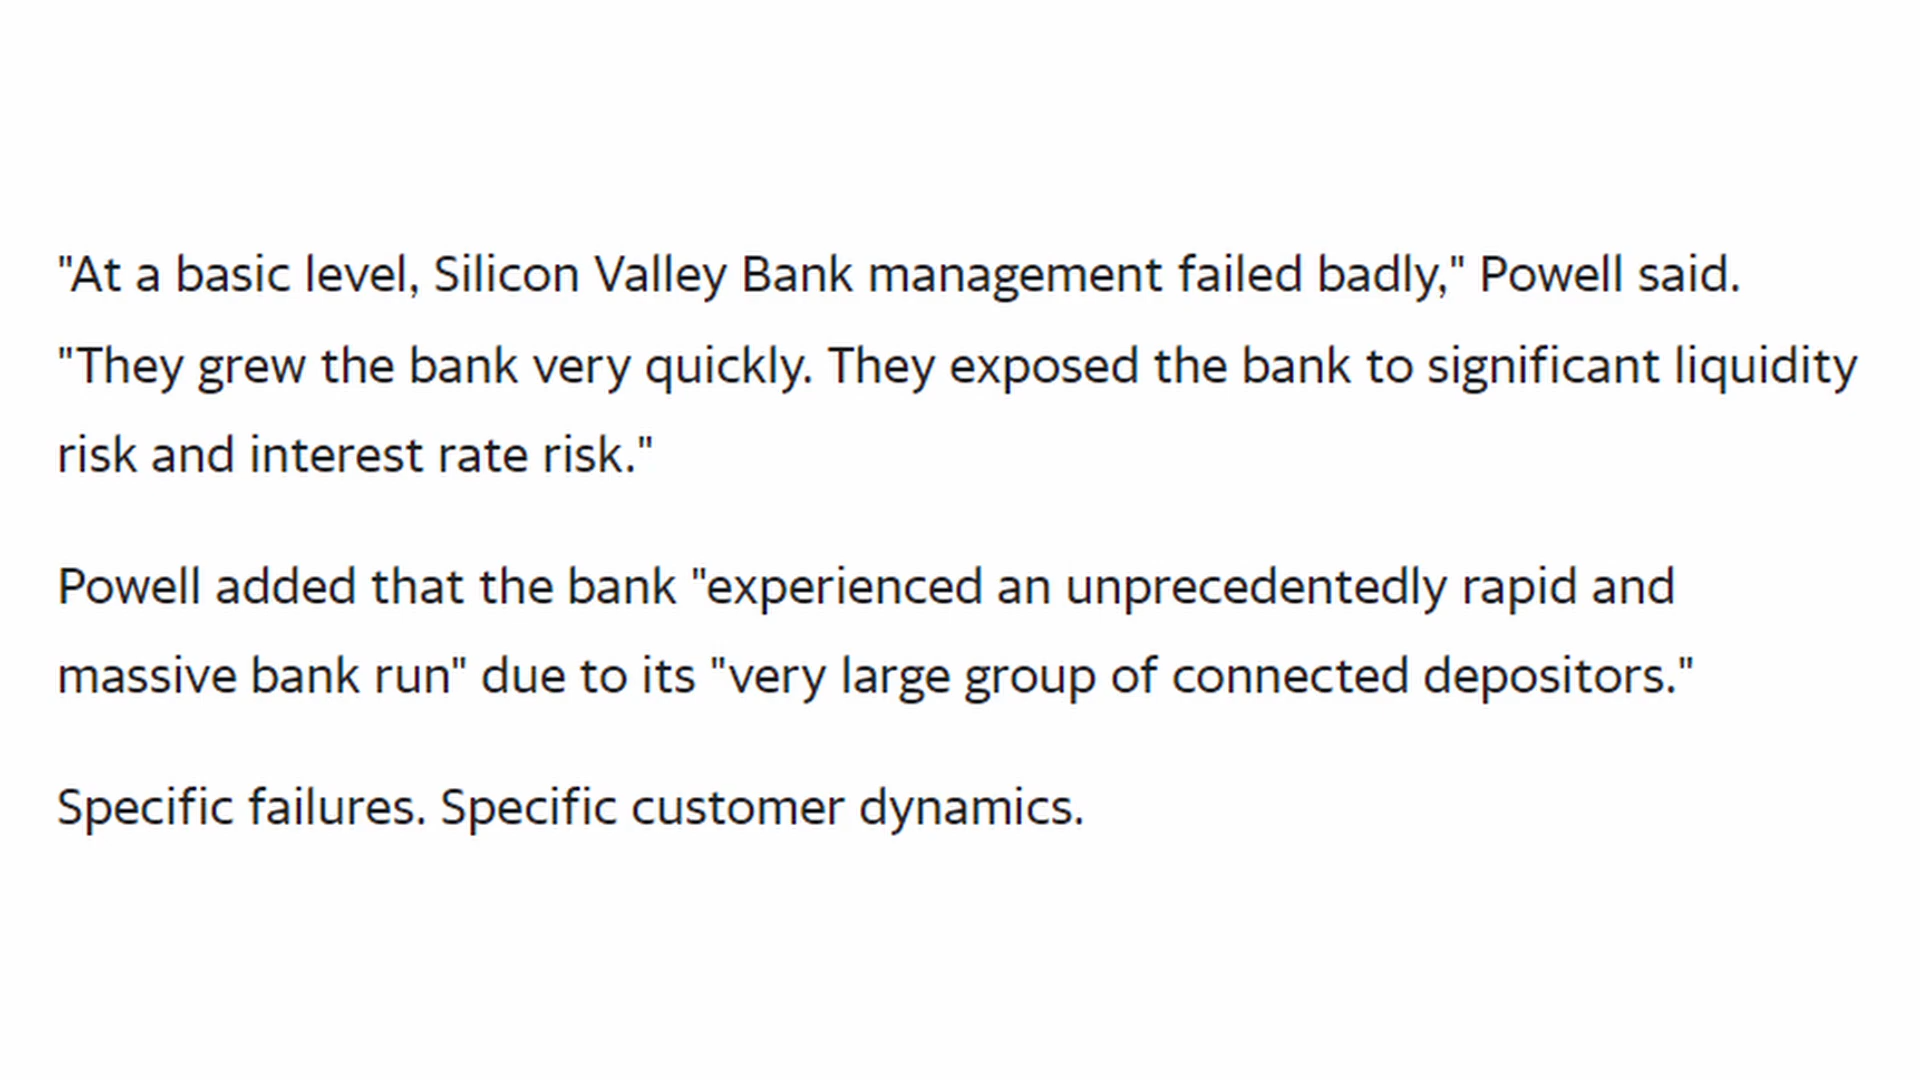 "At a basic level, Silicon Valley Bank management failed badly," Powell said.
"They grew the bank very quickly. They exposed the bank to significant liquidity
risk and interest rate risk."
Powell added that the bank "experienced an unprecedentedly rapid and
massive bank run" due to its "very large group of connected depositors."
Specific failures. Specific customer dynamics.